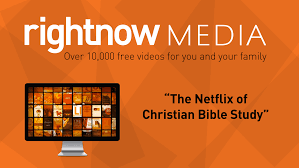 rightnow MEDIA
Over 10,000 free videos for you and your family
“The Netflix of
Christian Bible Study”